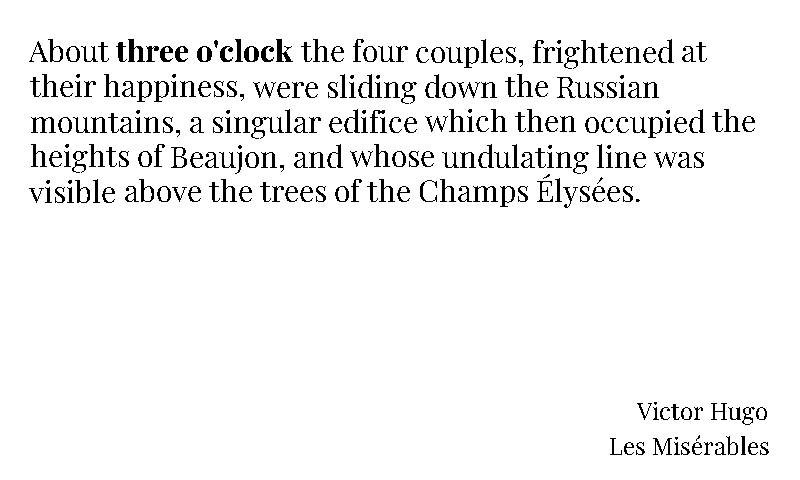 About three o'clock the four couples, frightened at
their happiness, were sliding down the Russian
mountains, a singular edifice which then occupied the
heights of Beaujon, and whose undulating line was
visible above the trees of the Champs Élysées.
Victor Hugo
Les Misérables